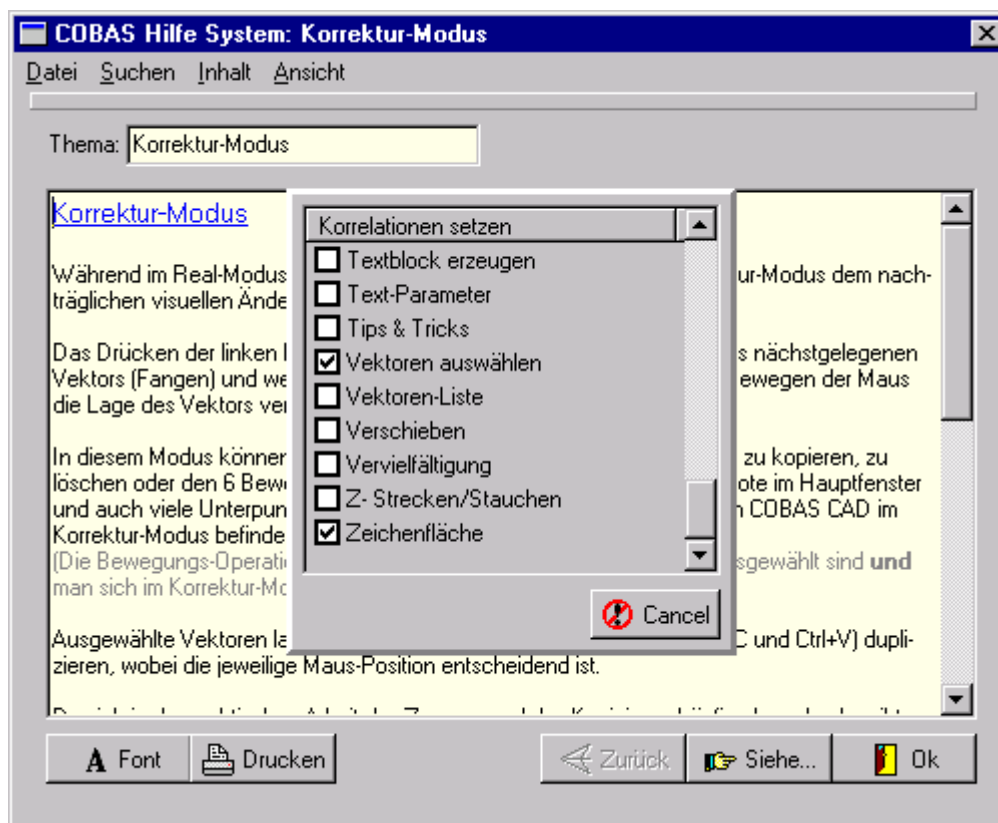 COBAS Hilfe System: Korrektur-Modus
Datei Suchen Inhalt Ansicht
Thema: Korrektur-Modus
Korrektur-Modus
Während im Real-Modus ur-Modus dem nach-
träglichen visuellen Ände
Das Drücken der linken s nächstgelegenen
Vektors (Fangen) und we ewegen der Maus
die Lage des Vektors ver
In diesem Modus können zu kopieren, zu
löschen oder den 6 Bew ote im Hauptfenster
und auch viele Unterpun COBAS CAD im
Korrektur-Modus befinde
(Die Bewegungs-Operati sgewählt sind und
man sich im Korrektur-Mo
Ausgewählte Vektoren la C und Ctrl+V) dupli-
zieren, wobei die jeweilige Maus-Position entscheidend ist.
Korrelationen setzen
Textblock erzeugen
Text-Parameter
Tips & Tricks
Vektoren auswählen
Vektoren-Liste
Verschieben
Vervielfältigung
Z- Strecken/Stauchen
Zeichenfläche
Cancel
Font Drucken Zurück Siehe... Ok